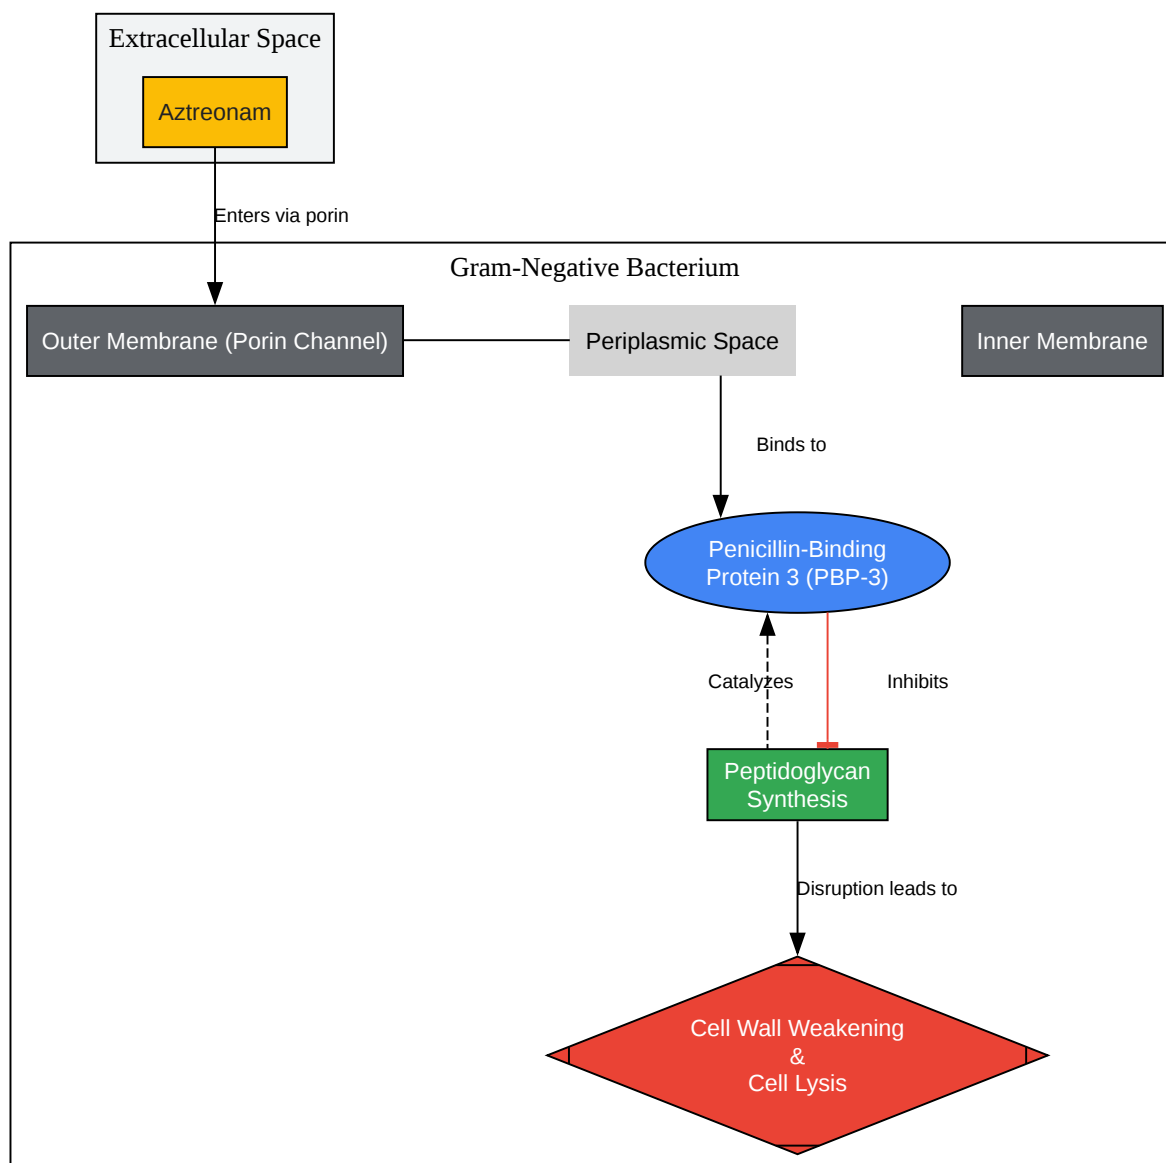 Extracellular Space
Aztreonam
Enters via porin
Gram-Negative Bacterium
Outer Membrane (Porin Channel)
Periplasmic Space
Inner Membrane
Binds to
Penicillin-Binding
Protein 3 (PBP-3)
Catalyzes
Inhibits
Peptidoglycan
Synthesis
Disruption leads to
Cell Wall Weakening
&
Cell Lysis